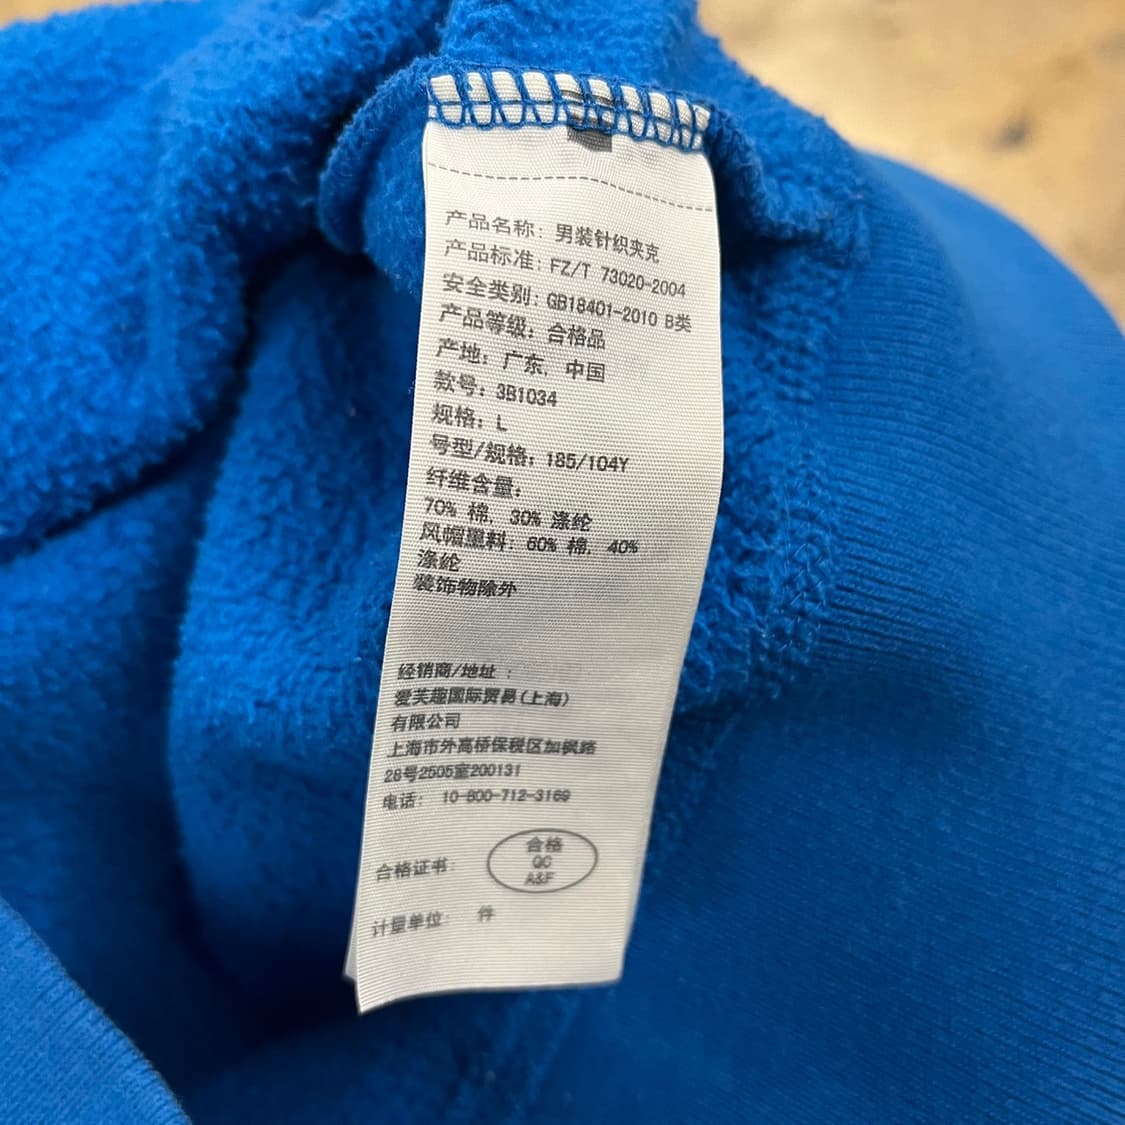 产品名称: 男装针织夹克
产品标准: FZ/T 73020-2004
安全类别: GB18401-2010 B类
产品等级: 合格品
产地: 广东, 中国
款号: 3B1034
规格: L
号型/规格: 185/104Y
纤维含量:
70% 棉, 30% 涤纶
风帽里料: 60% 棉, 40%
涤纶
装饰物除外
经销商/地址 :
爱芙趣国际贸易(上海)
有限公司
上海市外高桥保税区加枫路
28号2505室200131
电话: 10-800-712-3169
合格证书:
合格
QC
A&F
计量单位: 件